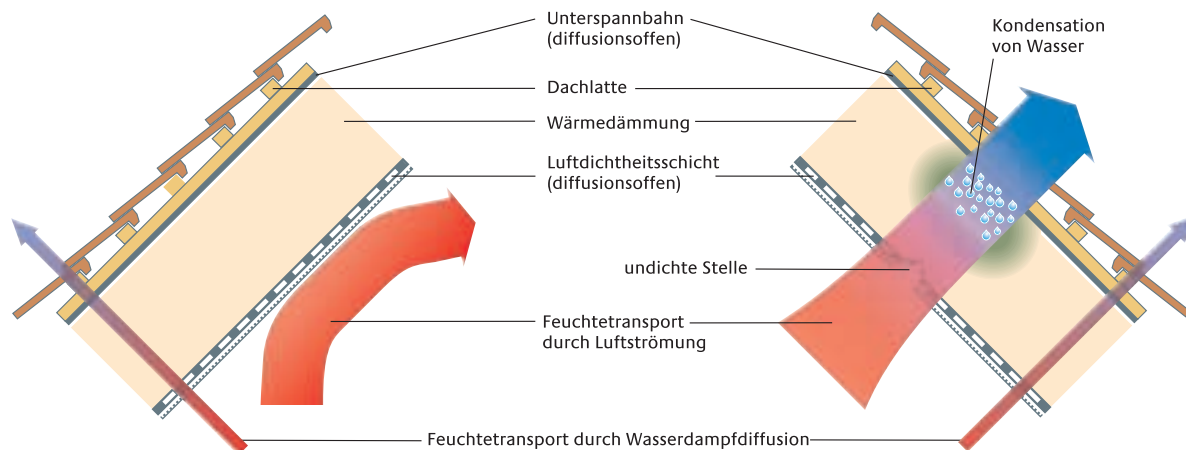 Unterspannbahn
(diffusionsoffen)
Kondensation
von Wasser
Dachlatte
Wärmedämmung
Luftdichtheitsschicht
(diffusionsoffen)
undichte Stelle
Feuchtetransport
durch Luftströmung
Feuchtetransport durch Wasserdampfdiffusion